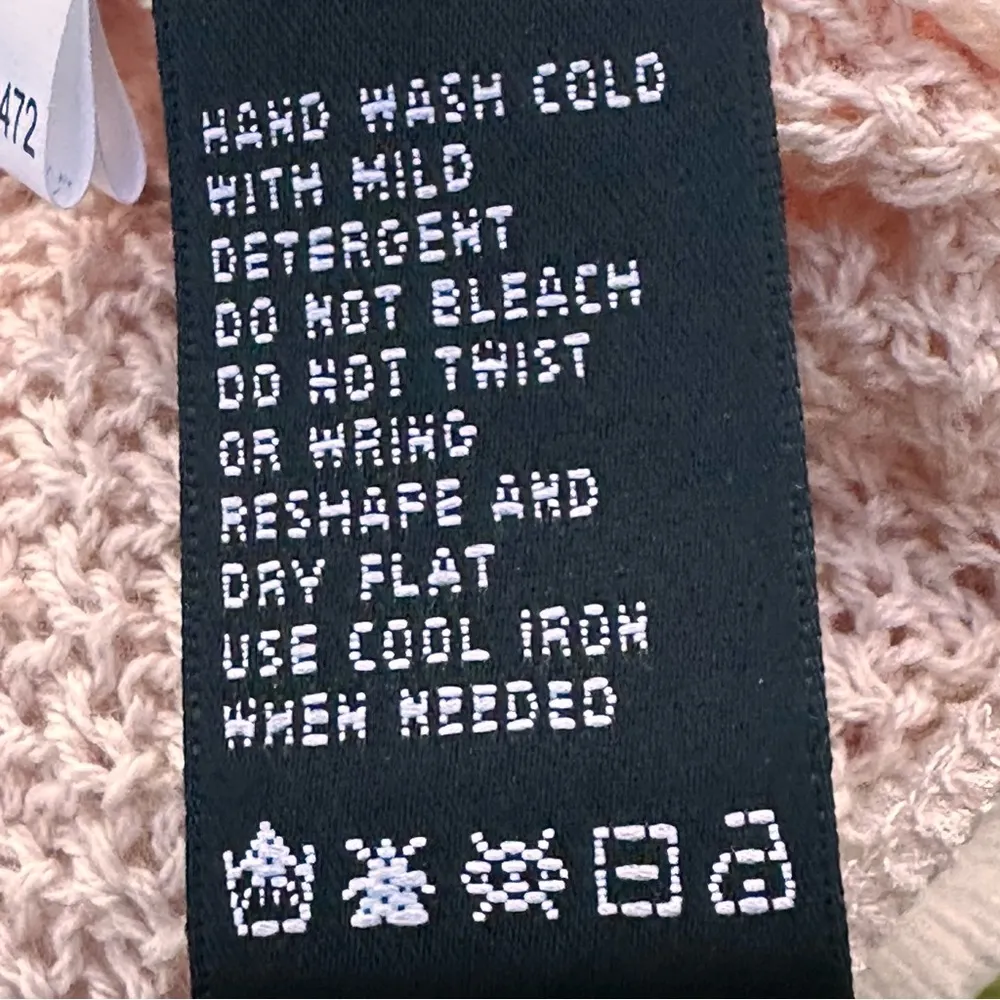 472
HAND WASH COLD
WITH MILD
DETERGENT
DO NOT BLEACH
DO NOT TWIST
OR WRING
RESHAPE AND
DRY FLAT
USE COOL IRON
WHEN NEEDED